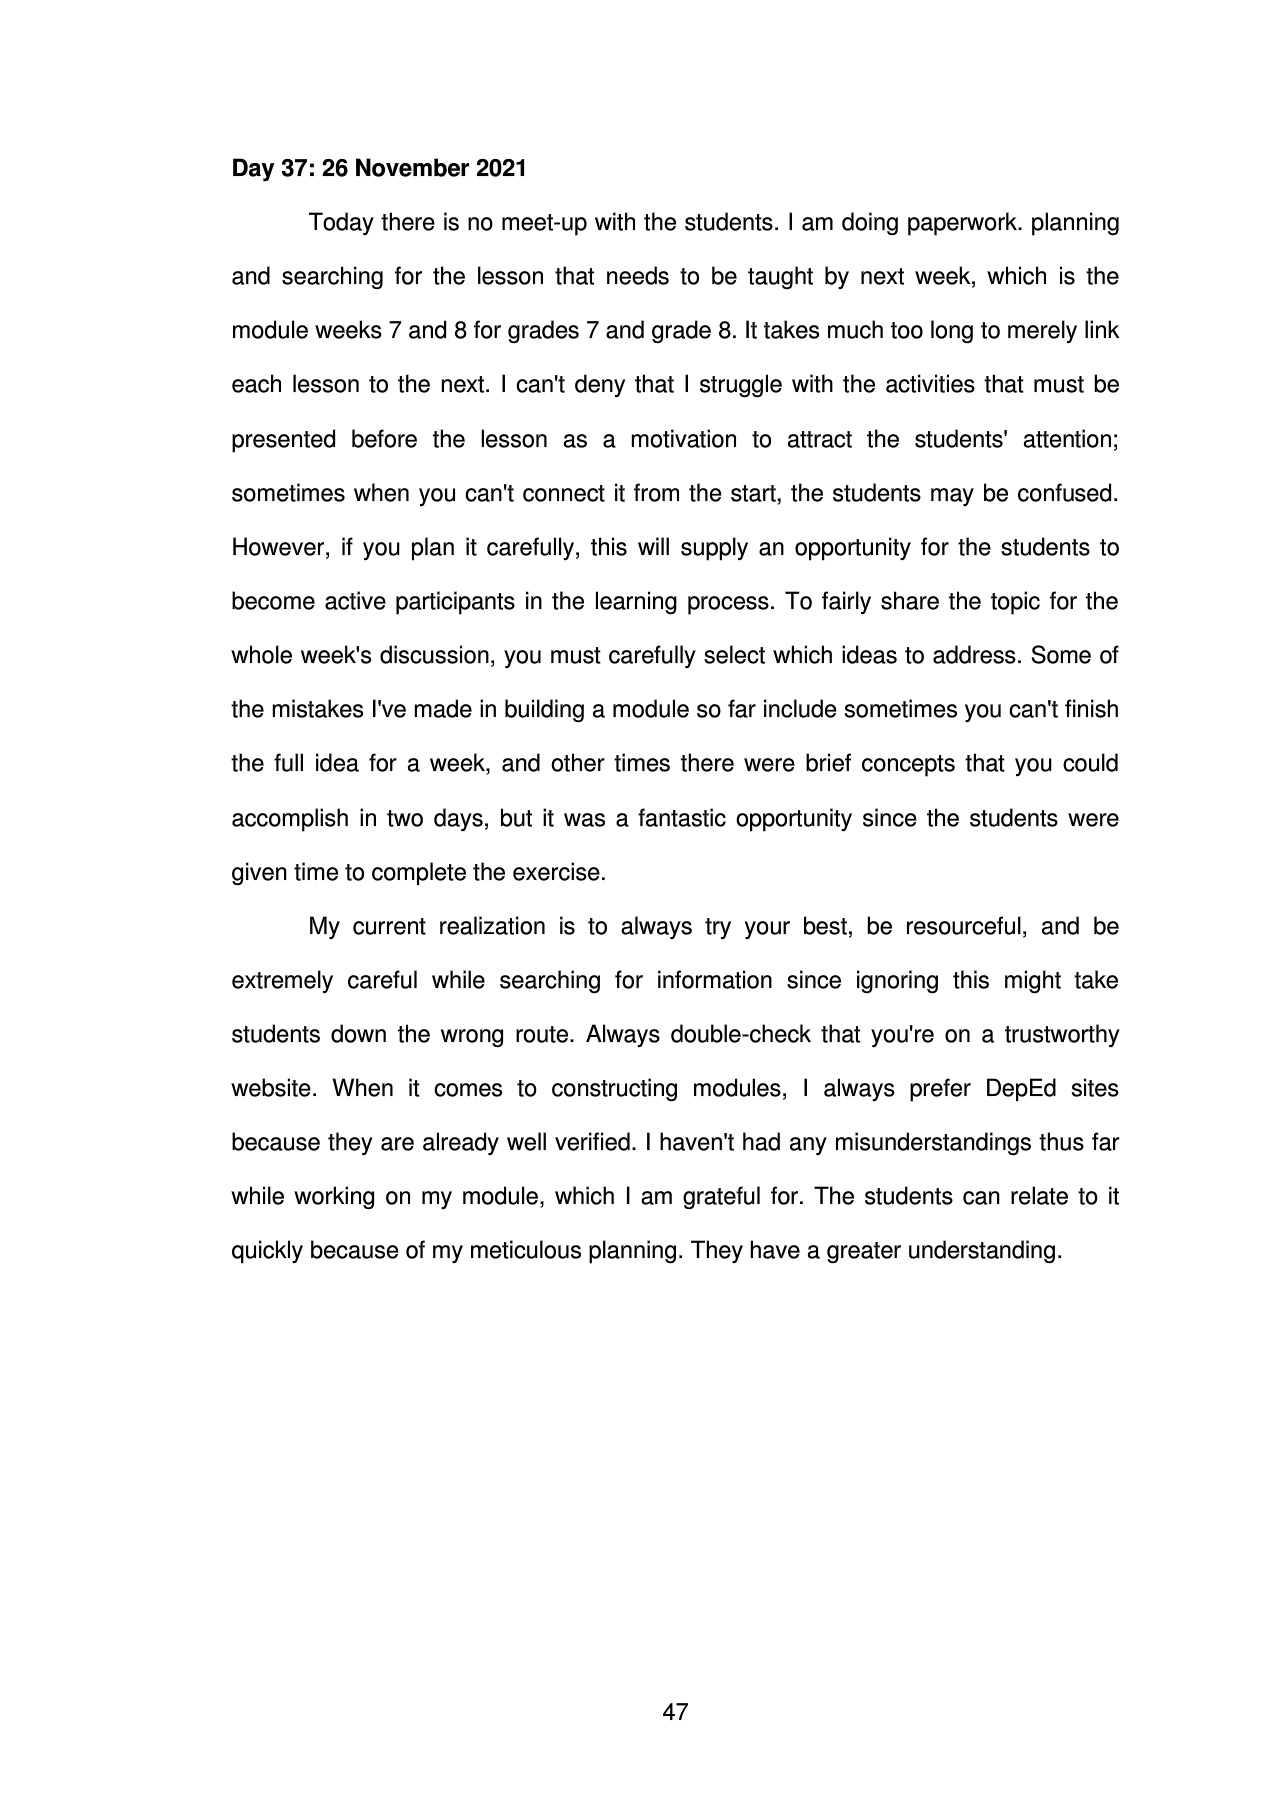 Day 37: 26 November 2021
Today there is no meet-up with the students. I am doing paperwork. planning
and searching for the lesson that needs to be taught by next week, which is the
module weeks 7 and 8 for grades 7 and grade 8. It takes much too long to merely link
each lesson to the next. I can't deny that I struggle with the activities that must be
presented before the lesson as a motivation to attract the students' attention;
sometimes when you can't connect it from the start, the students may be confused.
However, if you plan it carefully, this will supply an opportunity for the students to
become active participants in the learning process. To fairly share the topic for the
whole week's discussion, you must carefully select which ideas to address. Some of
the mistakes I've made in building a module so far include sometimes you can't finish
the full idea for a week, and other times there were brief concepts that you could
accomplish in two days, but it was a fantastic opportunity since the students were
given time to complete the exercise.
My current realization is to always try your best, be resourceful, and be
extremely careful while searching for information since ignoring this might take
students down the wrong route. Always double-check that you're on a trustworthy
website. When it comes to constructing modules, I always prefer DepEd sites
because they are already well verified. I haven't had any misunderstandings thus far
while working on my module, which I am grateful for. The students can relate to it
quickly because of my meticulous planning. They have a greater understanding.
47